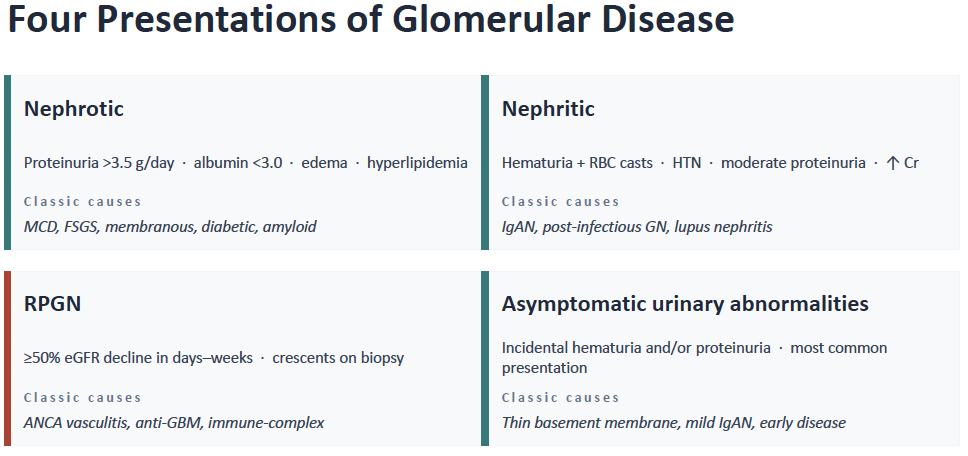 Four Presentations of Glomerular Disease
Nephrotic
Proteinuria >3.5 g/day · albumin <3.0 · edema · hyperlipidemia
Classic causes
MCD, FSGS, membranous, diabetic, amyloid
Nephritic
Hematuria + RBC casts · HTN · moderate proteinuria · ↑ Cr
Classic causes
IgAN, post-infectious GN, lupus nephritis
RPGN
≥50% eGFR decline in days–weeks · crescents on biopsy
Classic causes
ANCA vasculitis, anti-GBM, immune-complex
Asymptomatic urinary abnormalities
Incidental hematuria and/or proteinuria · most common
presentation
Classic causes
Thin basement membrane, mild IgAN, early disease